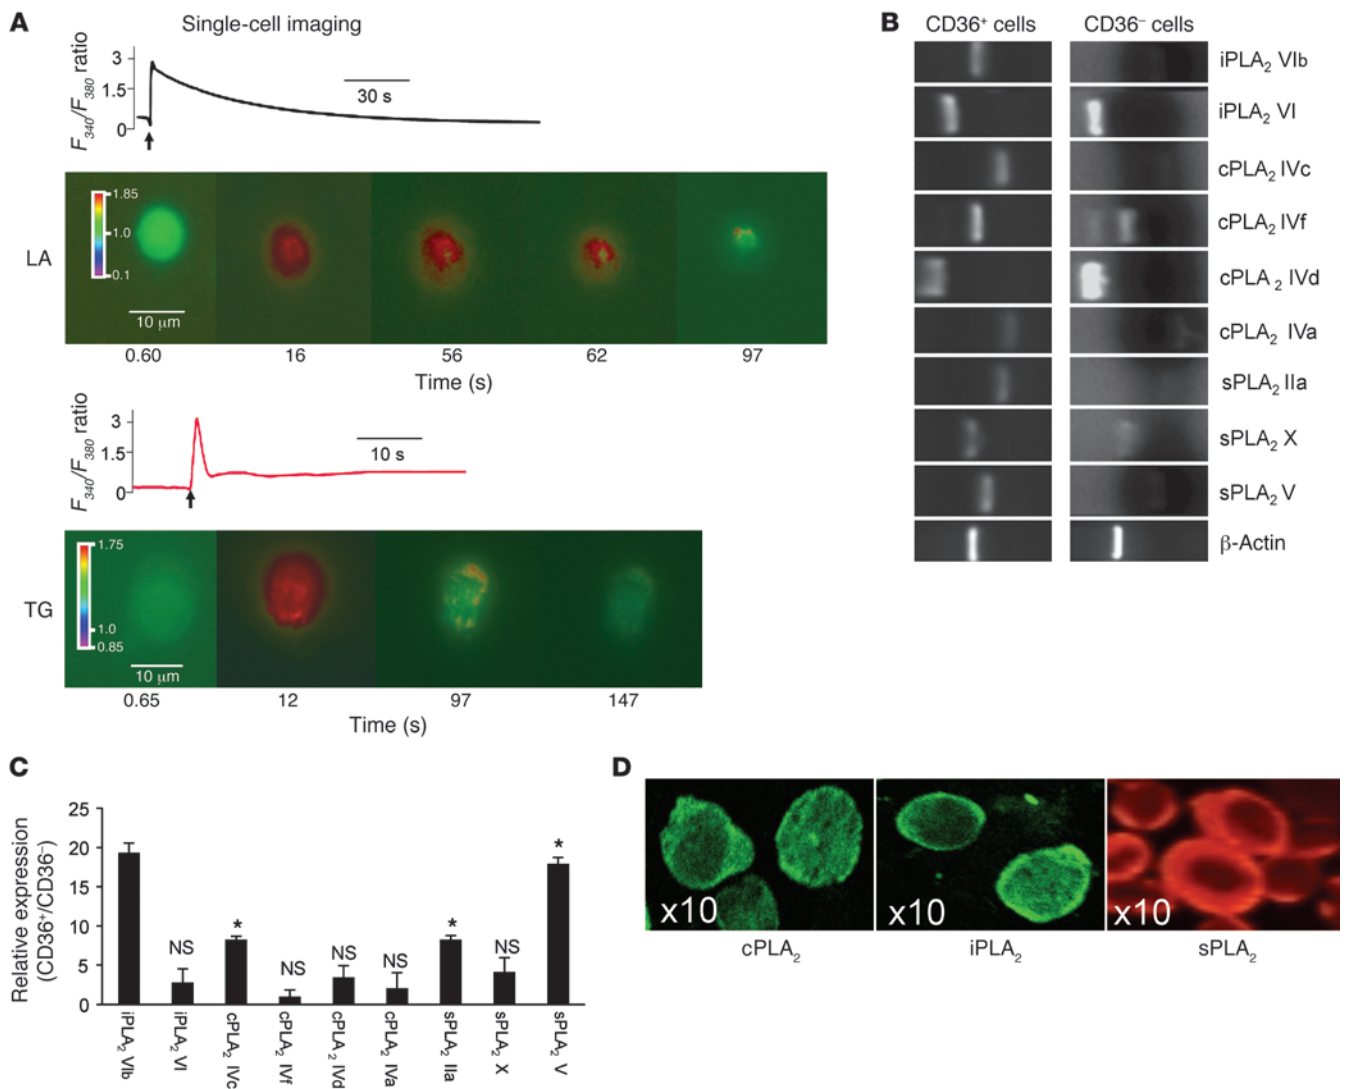 A
Single-cell imaging
F340/F380 ratio
3
1.5
0
30 s
LA
1.85
1.0
0.1
10 μm
0.60 16 56 62 97
Time (s)
F340/F380 ratio
3
1.5
0
10 s
TG
1.75
1.0
0.85
10 μm
0.65 12 97 147
Time (s)
B
CD36+ cells CD36– cells
iPLA2 VIb
iPLA2 VI
cPLA2 IVc
cPLA2 IVf
cPLA 2 IVd
cPLA2 IVa
sPLA2 IIa
sPLA2 X
sPLA2 V
β-Actin
C
Relative expression
(CD36+/CD36–)
25
20
15
10
5
0
NS
*
NS
NS
NS
*
NS
*
iPLA2 VIb
iPLA2 VI
cPLA2 IVc
cPLA2 IVf
cPLA 2 IVd
cPLA2 IVa
sPLA2 IIa
sPLA2 X
sPLA2 V
D
x10 x10 x10
cPLA2 iPLA2 sPLA2